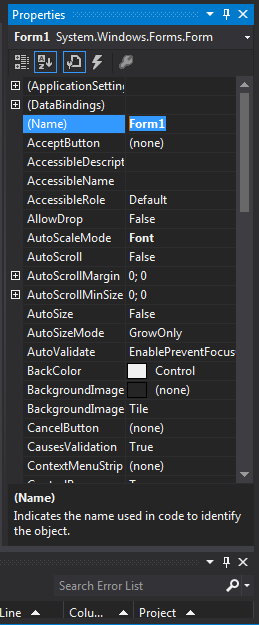 Properties
Form1 System.Windows.Forms.Form
(ApplicationSetting
(DataBindings)
(Name) Form1
AcceptButton (none)
AccessibleDescript
AccessibleName
AccessibleRole Default
AllowDrop False
AutoScaleMode Font
AutoScroll False
AutoScrollMargin 0; 0
AutoScrollMinSize 0; 0
AutoSize False
AutoSizeMode GrowOnly
AutoValidate EnablePreventFocus
BackColor Control
BackgroundImage (none)
BackgroundImage Tile
CancelButton (none)
CausesValidation True
ContextMenuStrip (none)
(Name)
Indicates the name used in code to identify
the object.
Search Error List
Line Colu... Project